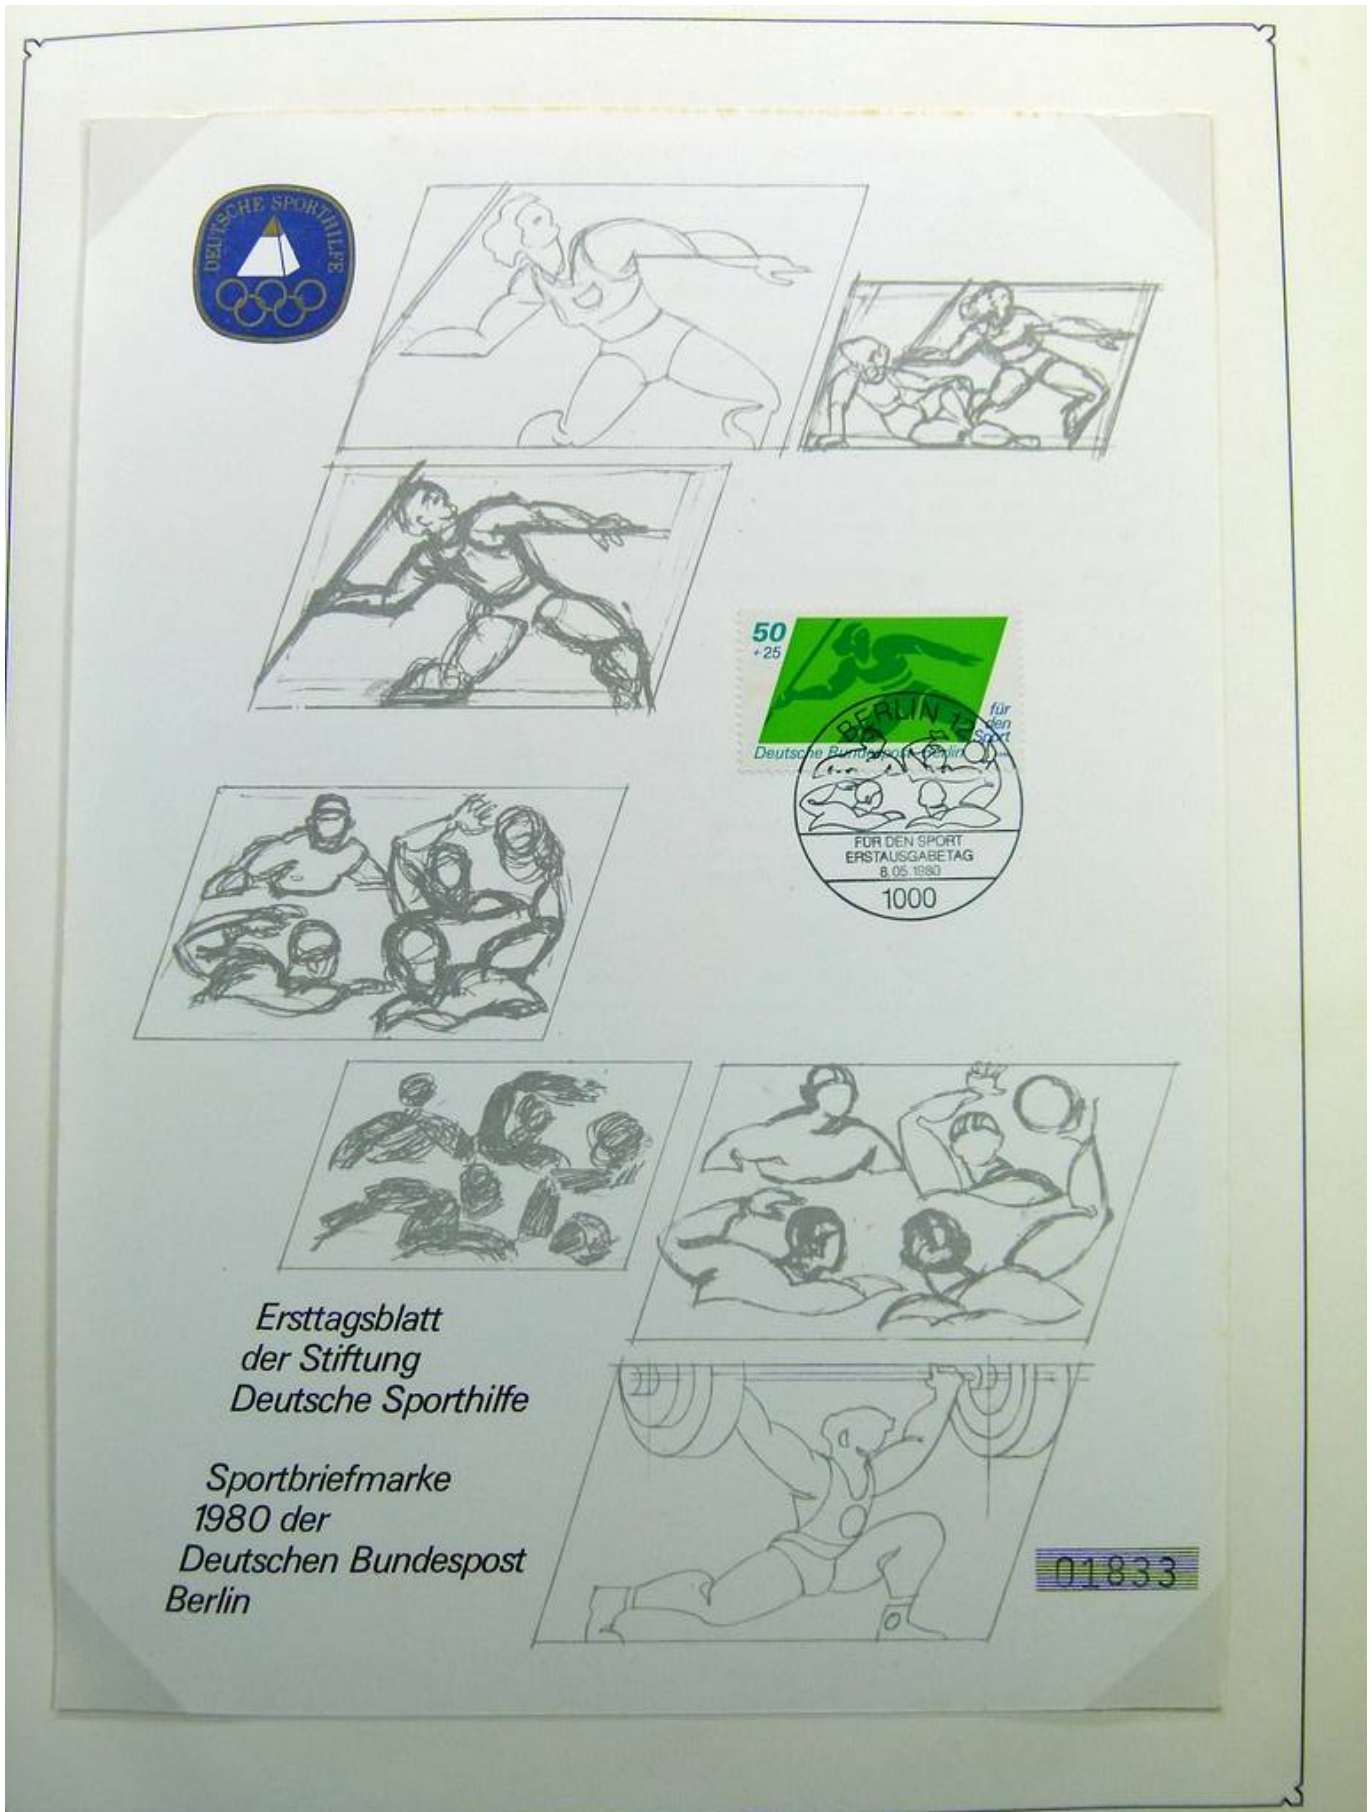 DEUTSCHE SPORTHILFE
50
+25
für
den
Sport
Deutsche Bundespost Berlin
BERLIN 12
FÜR DEN SPORT
ERSTAUSGABETAG
8.05.1980
1000
Ersttagsblatt
der Stiftung
Deutsche Sporthilfe
Sportbriefmarke
1980 der
Deutschen Bundespost
Berlin
01833